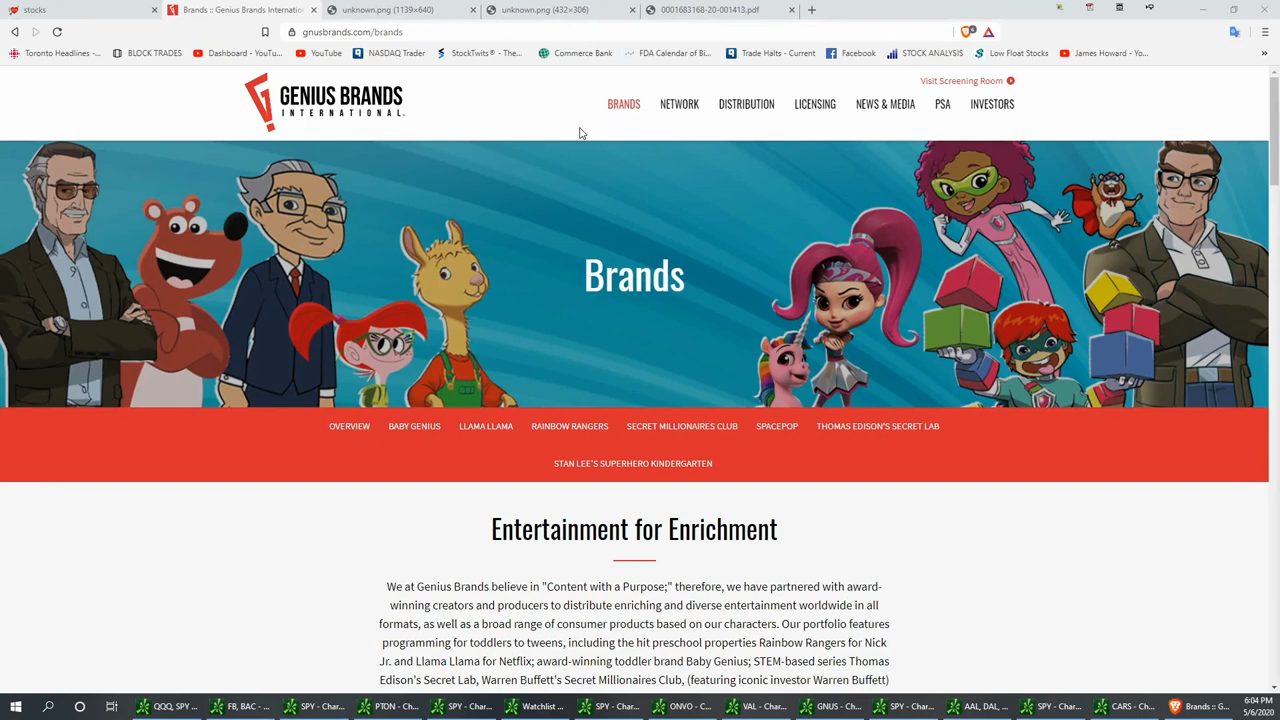 stocks
Brands :: Genius Brands Internatio
unknown.png (1139×640)
unknown.png (432×306)
0001683168-20-001413.pdf
gnusbrands.com/brands
Toronto Headlines -...
BLOCK TRADES
Dashboard - YouTu...
YouTube
NASDAQ Trader
StockTwits® - The...
Commerce Bank
FDA Calendar of Bi...
Trade Halts - Current
Facebook
STOCK ANALYSIS
Low Float Stocks
James Howard - Yo...
Visit Screening Room
GENIUS BRANDS
INTERNATIONAL
BRANDS NETWORK DISTRIBUTION LICENSING NEWS & MEDIA PSA INVESTORS
Brands
OVERVIEW BABY GENIUS LLAMA LLAMA RAINBOW RANGERS SECRET MILLIONAIRES CLUB SPACEPOP THOMAS EDISON'S SECRET LAB
STAN LEE'S SUPERHERO KINDERGARTEN
Entertainment for Enrichment
We at Genius Brands believe in "Content with a Purpose;" therefore, we have partnered with award-
winning creators and producers to distribute enriching and diverse entertainment worldwide in all
formats, as well as a broad range of consumer products based on our characters. Our portfolio features
programming for toddlers to tweens, including the hit preschool properties Rainbow Rangers for Nick
Jr. and Llama Llama for Netflix; award-winning toddler brand Baby Genius; STEM-based series Thomas
Edison's Secret Lab, Warren Buffett's Secret Millionaires Club, (featuring iconic investor Warren Buffett)
QQQ, SPY ...
FB, BAC - ...
SPY - Char...
PTON - Ch...
SPY - Char...
Watchlist ...
SPY - Char...
ONVO - C...
VAL - Char...
GNUS - Ch...
SPY - Char...
AAL, DAL, ...
SPY - Char...
CARS - Ch...
Brands :: G...
6:04 PM
5/6/2020